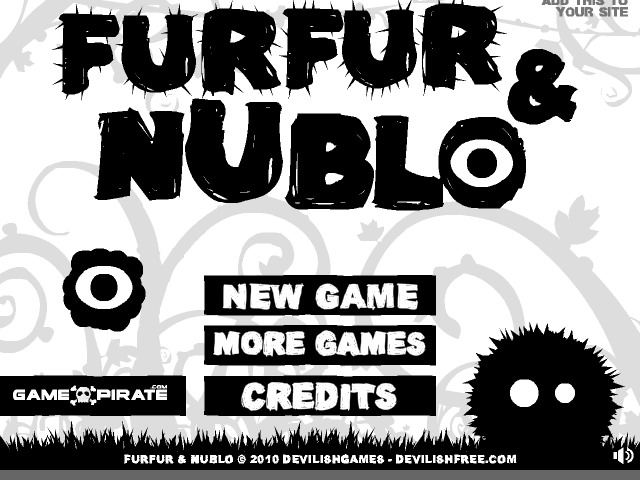 ADD THIS TO
YOUR SITE
FURFUR &
NUBLO
NEW GAME
MORE GAMES
CREDITS
GAME PIRATE .COM
FURFUR & NUBLO © 2010 DEVILISHGAMES - DEVILISHFREE.COM